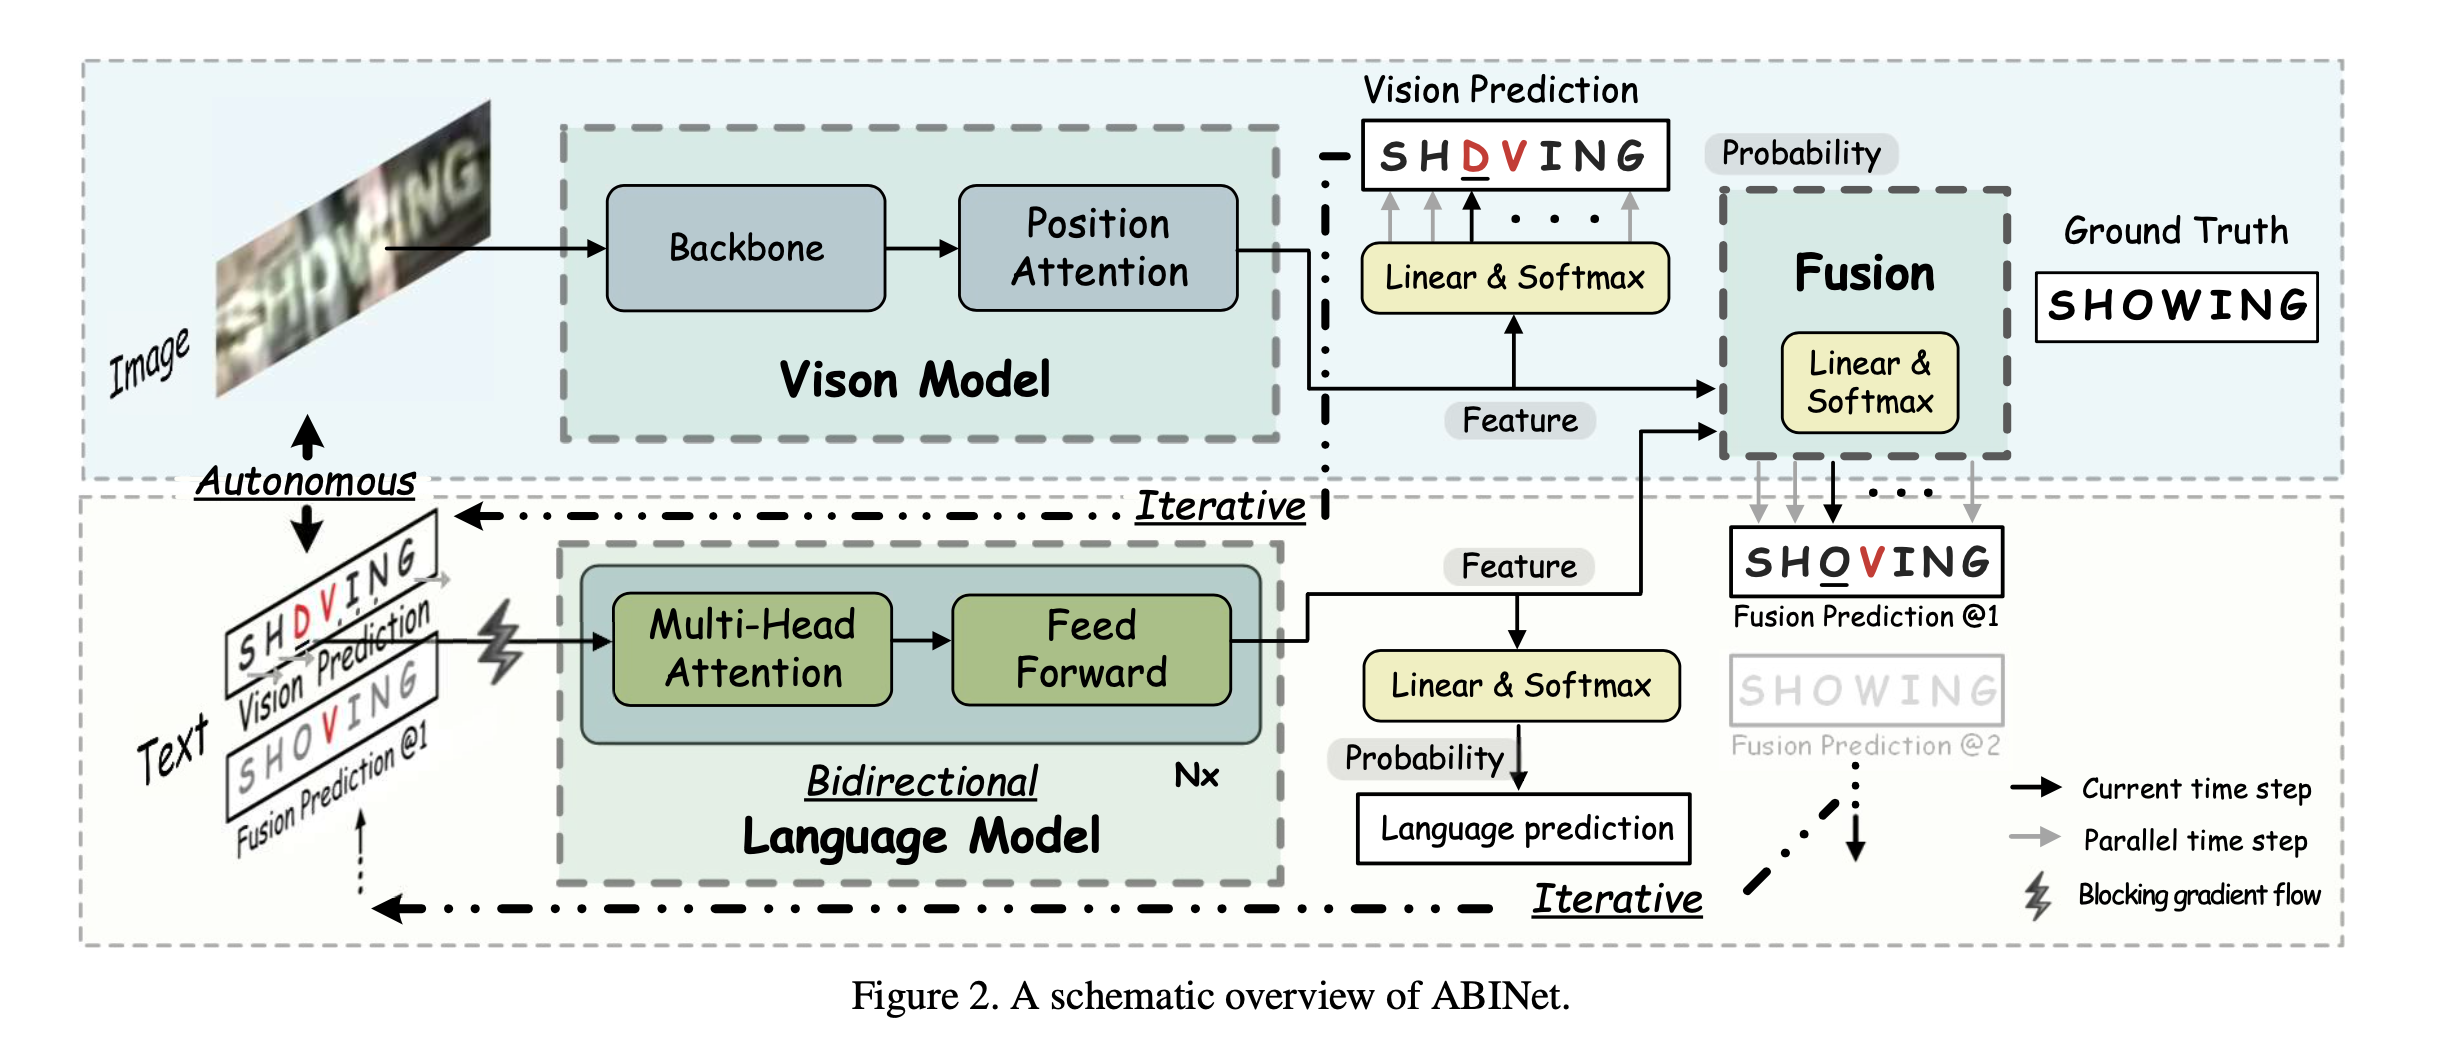 Vision Prediction
SHDVING
Probability
Linear & Softmax
Feature
Image
SHOWING
Backbone
Position
Attention
Vison Model
Fusion
Linear &
Softmax
Ground Truth
SHOWING
Autonomous
Iterative
SHDVING
Vision Prediction
SHOVING
Fusion Prediction @1
Text
Multi-Head
Attention
Feed
Forward
Bidirectional
Nx
Language Model
Feature
Linear & Softmax
Probability
Language prediction
Iterative
SHOVING
Fusion Prediction @1
SHOWING
Fusion Prediction @2
Current time step
Parallel time step
Blocking gradient flow
Figure 2. A schematic overview of ABINet.